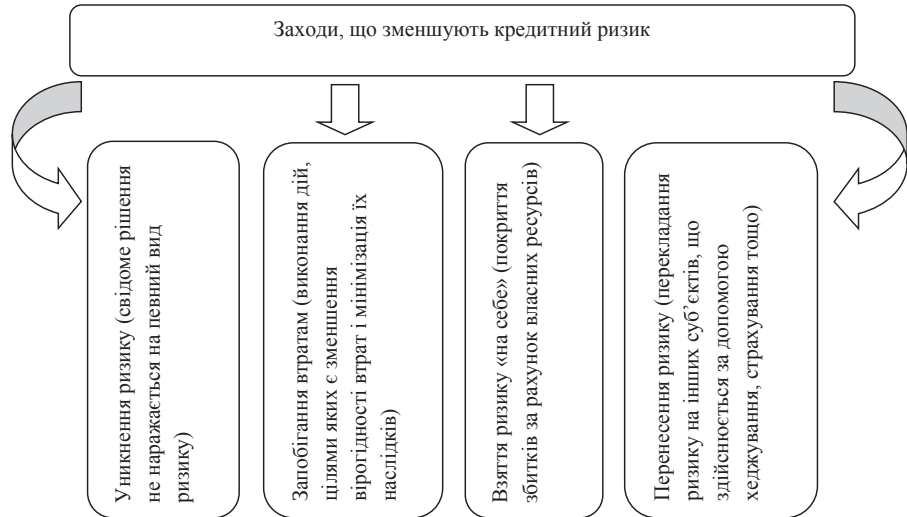 Заходи, що зменшують кредитний ризик
Уникнення ризику (свідоме рішення
не наражається на певний вид
ризику)
Запобігання втратам (виконання дій,
цілями яких є зменшення
вірогідності втрат і мінімізація їх
наслідків)
Взяття ризику «на себе» (покриття
збитків за рахунок власних ресурсів)
Перенесення ризику (перекладання
ризику на інших суб’єктів, що
здійснюється за допомогою
хеджування, страхування тощо)